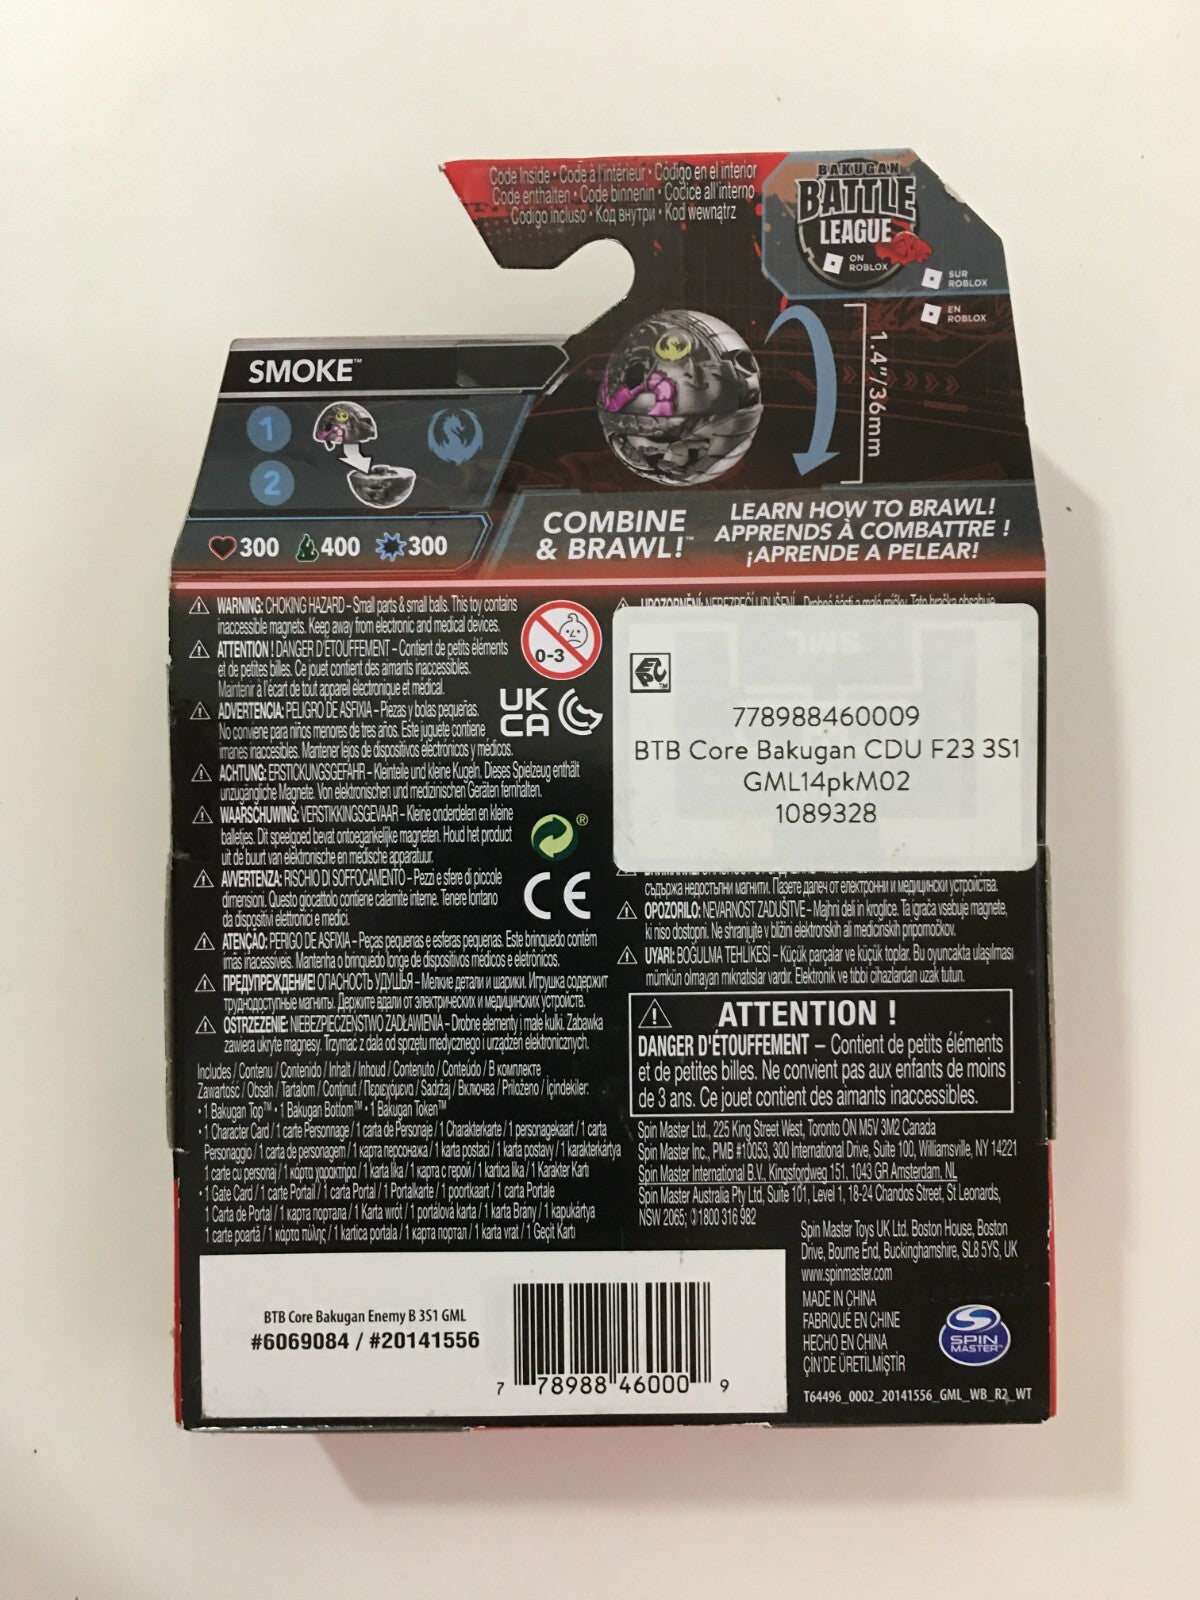 Code Inside • Code à l'intérieur • Código en el interior
Code enthalten • Code binnenin • Codice all'interno
Código incluso • Код внутри • Kod wewnątrz
BAKUGAN
BATTLE
LEAGUE
ON ROBLOX
SUR ROBLOX
EN ROBLOX
SMOKE™
1
2
1.4"/36mm
300 400 300
COMBINE
& BRAWL!™
LEARN HOW TO BRAWL!
APPRENDS À COMBATTRE !
¡APRENDE A PELEAR!
WARNING: CHOKING HAZARD – Small parts & small balls. This toy contains
inaccessible magnets. Keep away from electronic and medical devices.
ATTENTION ! DANGER D'ÉTOUFFEMENT – Contient de petits éléments
et de petites billes. Ce jouet contient des aimants inaccessibles.
Maintenir à l'écart de tout appareil électronique et médical.
ADVERTENCIA: PELIGRO DE ASFIXIA – Piezas y bolas pequeñas.
No conviene para niños menores de tres años. Este juguete contiene
imanes inaccesibles. Mantener lejos de dispositivos electrónicos y médicos.
ACHTUNG: ERSTICKUNGSGEFAHR – Kleinteile und kleine Kugeln. Dieses Spielzeug enthält
unzugängliche Magnete. Von elektronischen und medizinischen Geräten fernhalten.
WAARSCHUWING: VERSTIKKINGSGEVAAR – Kleine onderdelen en kleine
balletjes. Dit speelgoed bevat ontoegankelijke magneten. Houd het product
uit de buurt van elektronische en medische apparatuur.
AVVERTENZA: RISCHIO DI SOFFOCAMENTO – Pezzi e sfere di piccole
dimensioni. Questo giocattolo contiene calamite interne. Tenere lontano
da dispositivi elettronici e medici.
ATENÇÃO: PERIGO DE ASFIXIA – Peças pequenas e esferas pequenas. Este brinquedo contém
ímãs inacessíveis. Mantenha o brinquedo longe de dispositivos médicos e eletrônicos.
ПРЕДУПРЕЖДЕНИЕ! ОПАСНОСТЬ УДУШЬЯ – Мелкие детали и шарики. Игрушка содержит
труднодоступные магниты. Держите вдали от электрических и медицинских устройств.
OSTRZEŻENIE: NIEBEZPIECZEŃSTWO ZADŁAWIENIA – Drobne elementy i małe kulki. Zabawka
zawiera ukryte magnesy. Trzymać z dala od sprzętu medycznego i urządzeń elektronicznych.
0-3
UK
CA
®
CE
UPOZORNĚNÍ: NEBEZPEČÍ UDUŠENÍ
EPC™
778988460009
BTB Core Bakugan CDU F23 3S1
GML14pkM02
1089328
съдържа недостъпни магнити. Пазете далеч от електронни и медицински устройства.
OPOZORILO: NEVARNOST ZADUŠITVE – Majhni deli in kroglice. Ta igrača vsebuje magnete,
ki niso dostopni. Ne shranjujte v bližini elektronskih ali medicinskih pripomočkov.
UYARI: BOĞULMA TEHLİKESİ – Küçük parçalar ve küçük toplar. Bu oyuncakta ulaşılması
mümkün olmayan mıknatıslar vardır. Elektronik ve tıbbi cihazlardan uzak tutun.
ATTENTION !
DANGER D'ÉTOUFFEMENT – Contient de petits éléments
et de petites billes. Ne convient pas aux enfants de moins
de 3 ans. Ce jouet contient des aimants inaccessibles.
Includes / Contenu / Contenido / Inhalt / Inhoud / Contenuto / Conteúdo / В комплекте
Zawartość / Obsah / Tartalom / Conţinut / Περιεχόμενα / Sadržaj / Включва / Priloženo / İçindekiler:
• 1 Bakugan Top™ • 1 Bakugan Bottom™ • 1 Bakugan Token™
• 1 Character Card / 1 carte Personnage / 1 carta de Personaje / 1 Charakterkarte / 1 personagekaart / 1 carta
Personaggio / 1 carta de personagem / 1 карта персонажа / 1 karta postaci / 1 karta postavy / 1 karakterkártya
1 carte cu personaj / 1 κάρτα χαρακτήρα / 1 karta lika / 1 карта с герой / 1 kartica lika / 1 Karakter Kartı
• 1 Gate Card / 1 carte Portail / 1 carta Portal / 1 Portalkarte / 1 poortkaart / 1 carta Portale
1 Carta de Portal / 1 карта портала / 1 Karta wrót / 1 portálová karta / 1 karta Brány / 1 kapukártya
1 carte poartă / 1 κάρτα πύλης / 1 kartica portala / 1 карта портал / 1 karta vrat / 1 Geçit Kartı
Spin Master Ltd., 225 King Street West, Toronto ON M5V 3M2 Canada
Spin Master Inc., PMB #10053, 300 International Drive, Suite 100, Williamsville, NY 14221
Spin Master International B.V., Kingsfordweg 151, 1043 GR Amsterdam, NL
Spin Master Australia Pty Ltd, Suite 101, Level 1, 18-24 Chandos Street, St Leonards,
NSW 2065; 1800 316 982
Spin Master Toys UK Ltd. Boston House, Boston
Drive, Bourne End, Buckinghamshire, SL8 5YS, UK
www.spinmaster.com
MADE IN CHINA
FABRIQUÉ EN CHINE
HECHO EN CHINA
ÇİN'DE ÜRETİLMİŞTİR
SPIN
MASTER™
T64496_0002_20141556_GML_WB_R2_WT
BTB Core Bakugan Enemy B 3S1 GML
#6069084 / #20141556
7 78988 46000 9